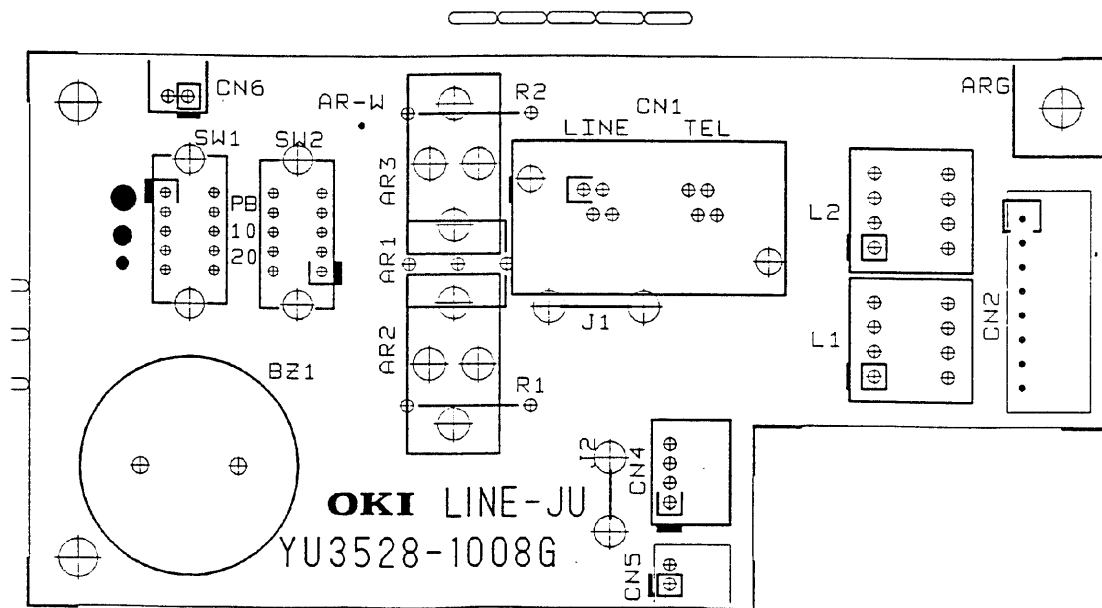 CN6
AR-W
R2
CN1
ARG
LINE TEL
SW1 SW2
AR3
PB
10
20
L2
AR1
CN2
J1
L1
AR2
BZ1
R1
J2
CN4
OKI LINE-JU
YU3528-1008G
CN5